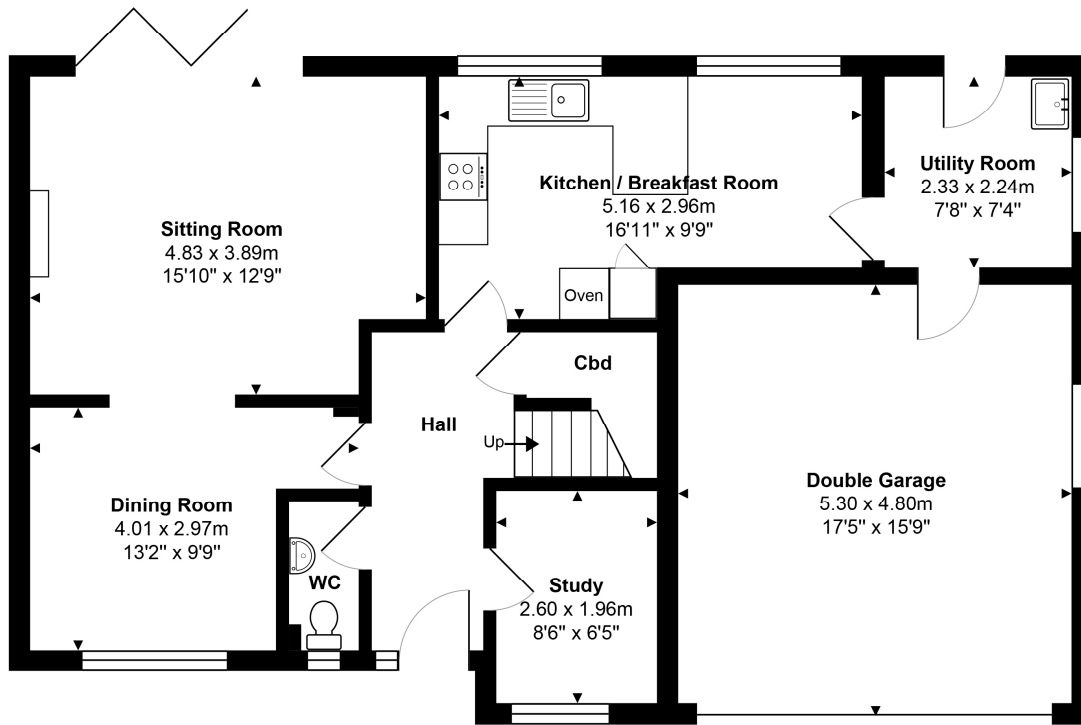 Sitting Room
4.83 x 3.89m
15'10" x 12'9"
Kitchen / Breakfast Room
5.16 x 2.96m
16'11" x 9'9"
Utility Room
2.33 x 2.24m
7'8" x 7'4"
Oven
Cbd
Hall
Up
Dining Room
4.01 x 2.97m
13'2" x 9'9"
WC
Study
2.60 x 1.96m
8'6" x 6'5"
Double Garage
5.30 x 4.80m
17'5" x 15'9"